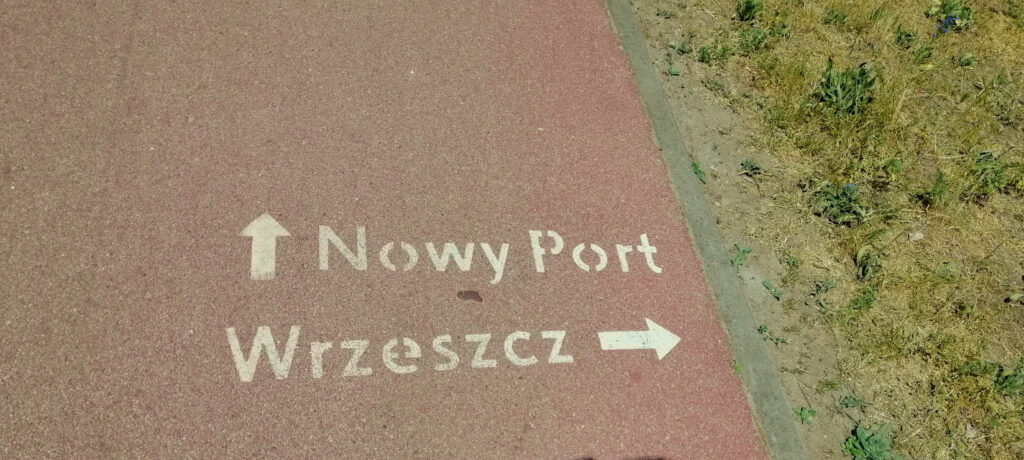 ↑ Nowy Port
Wrzeszcz →